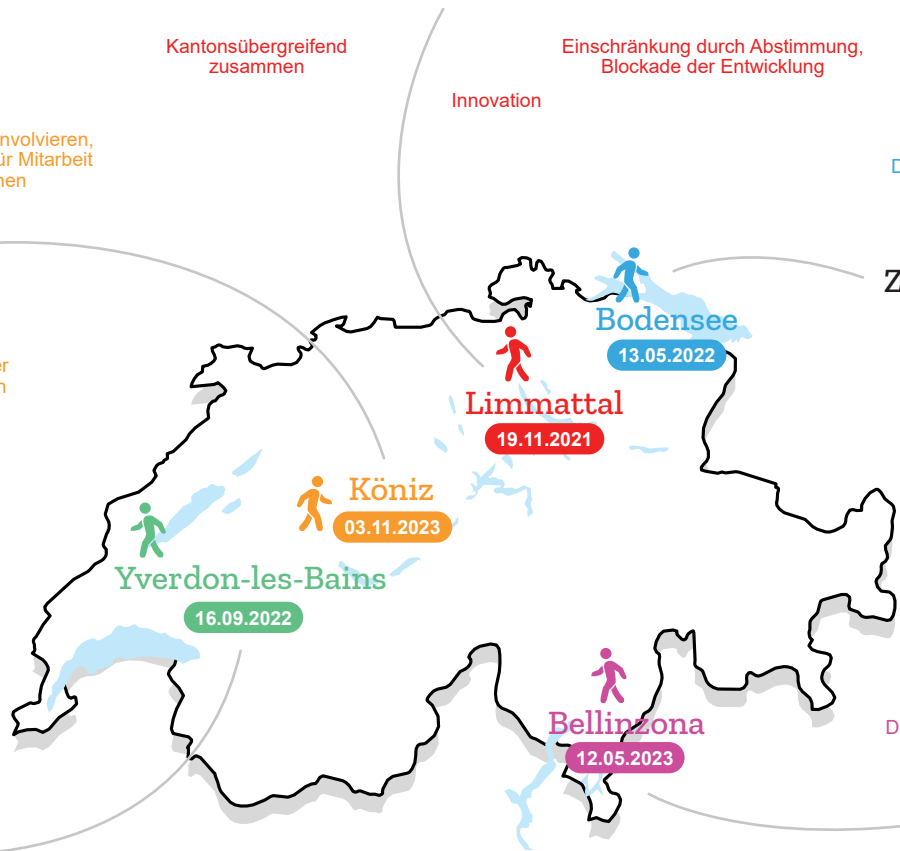 Kantonsübergreifend
zusammen
Einschränkung durch Abstimmung,
Blockade der Entwicklung
Innovation
nvolvieren,
ür Mitarbeit
nen
D
Z
Bodensee
13.05.2022
er
n
Limmattal
19.11.2021
Köniz
03.11.2023
Yverdon-les-Bains
16.09.2022
Bellinzona
12.05.2023
D